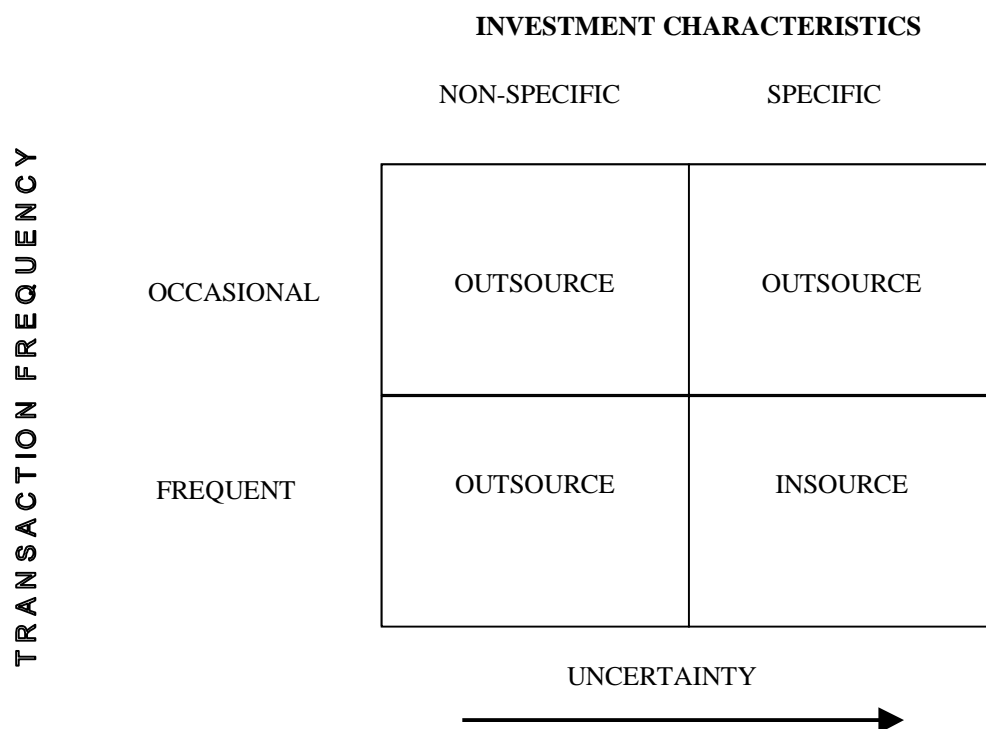 INVESTMENT CHARACTERISTICS
NON-SPECIFIC SPECIFIC
TRANSACTION FREQUENCY
OCCASIONAL OUTSOURCE OUTSOURCE
FREQUENT OUTSOURCE INSOURCE
UNCERTAINTY